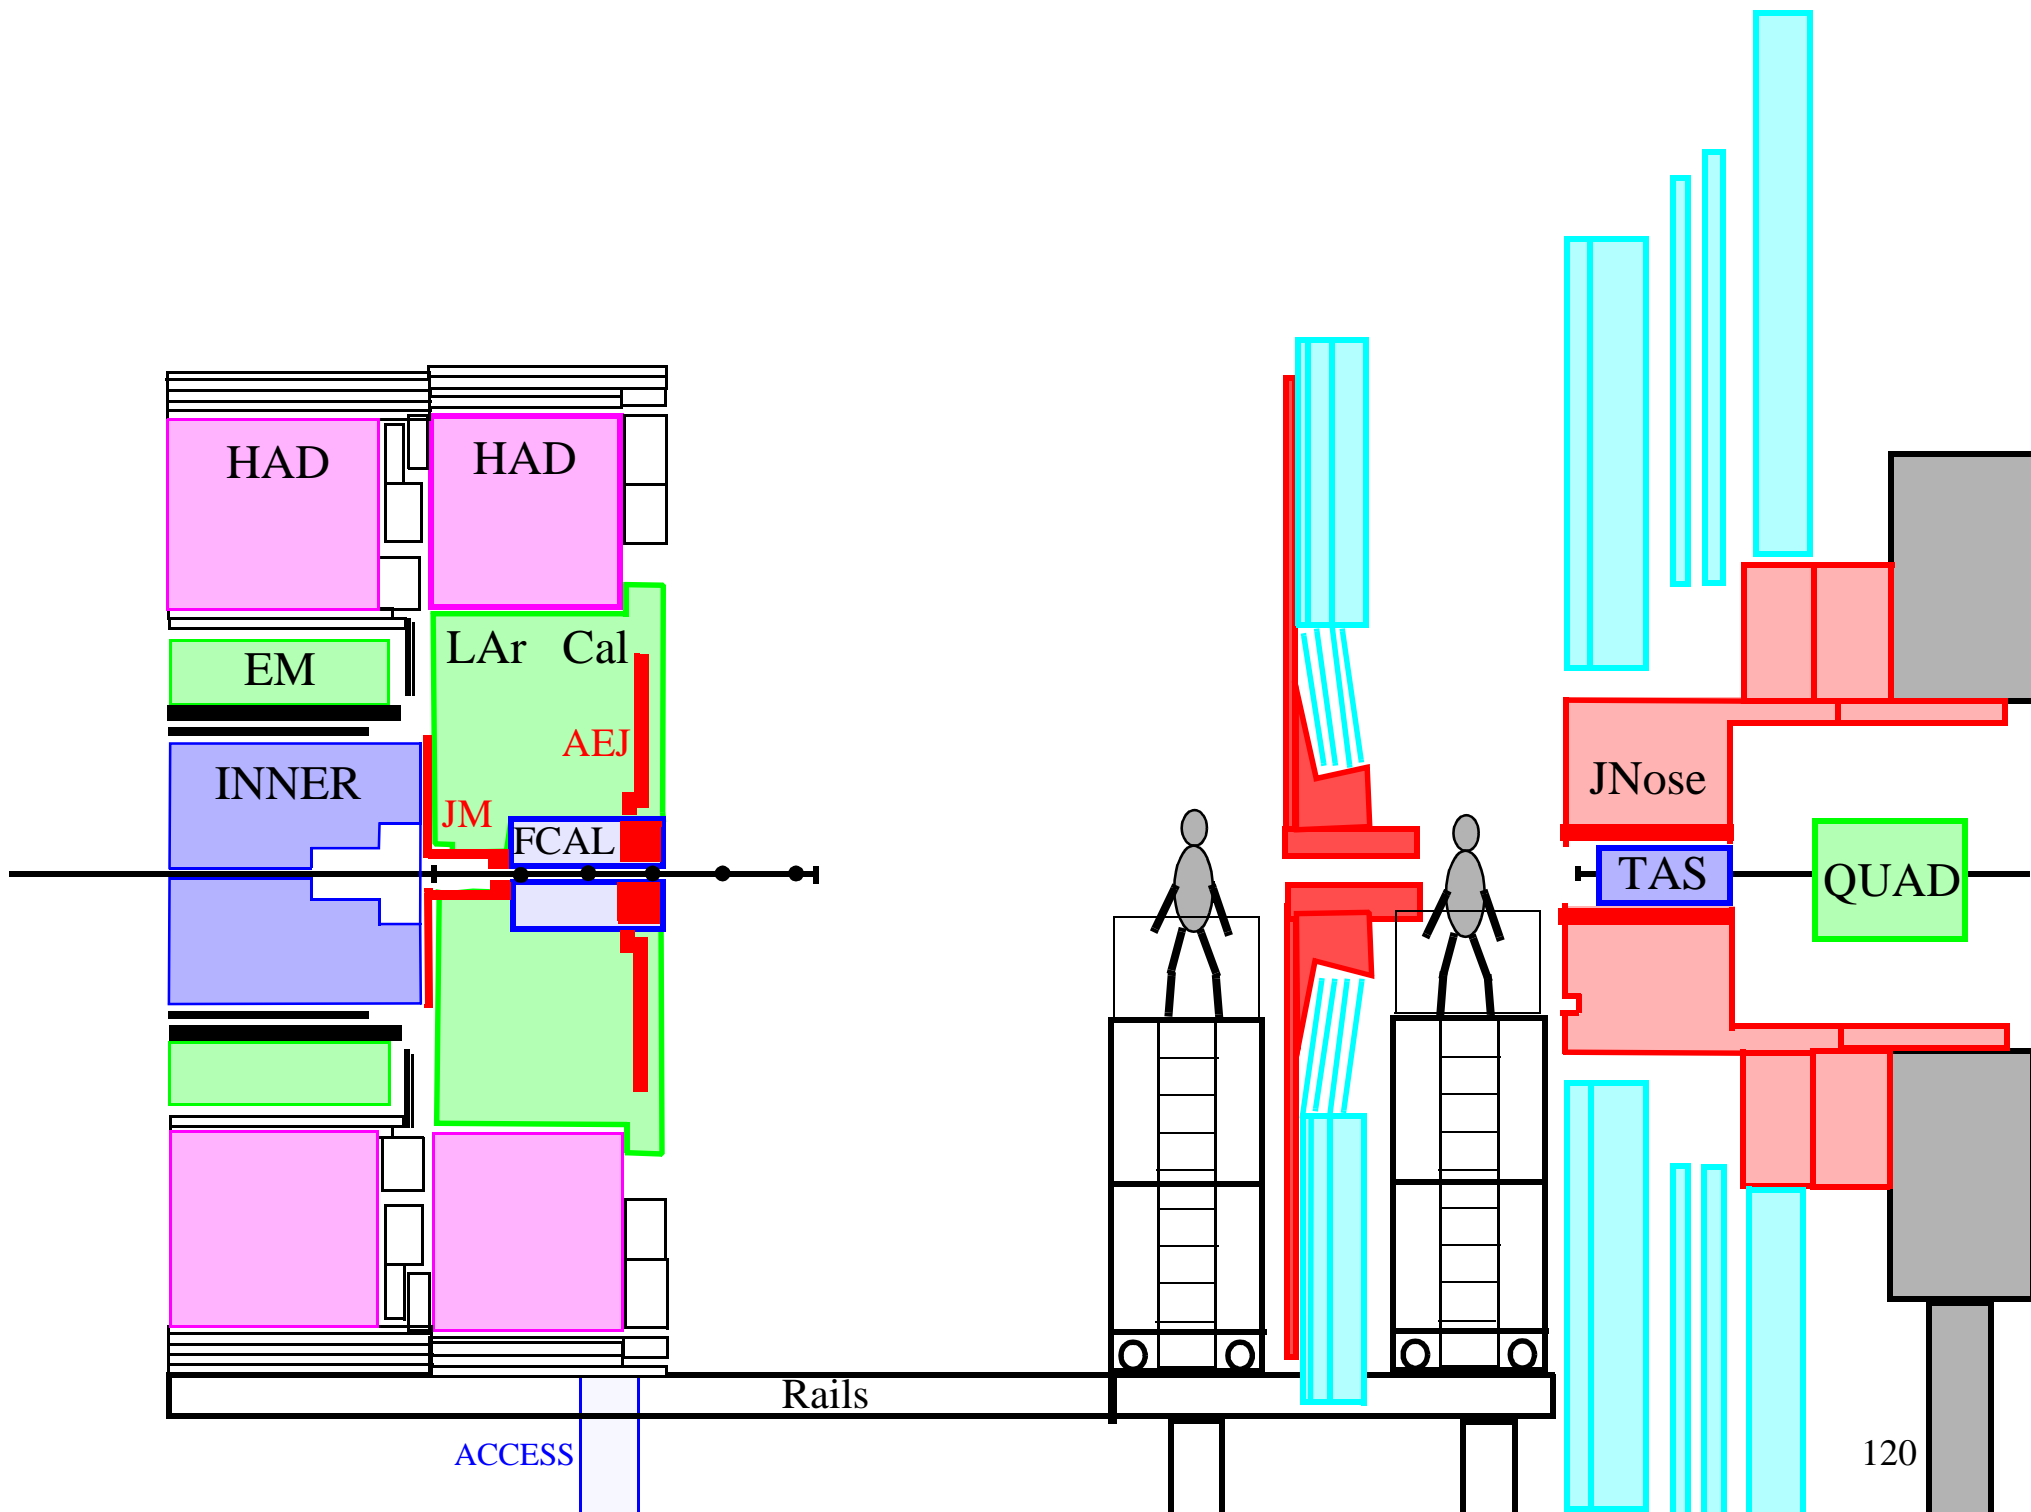 HAD HAD
LAr Cal
EM
AEJ
INNER
JNose
JM
FCAL
TAS
QUAD
Rails
ACCESS
120